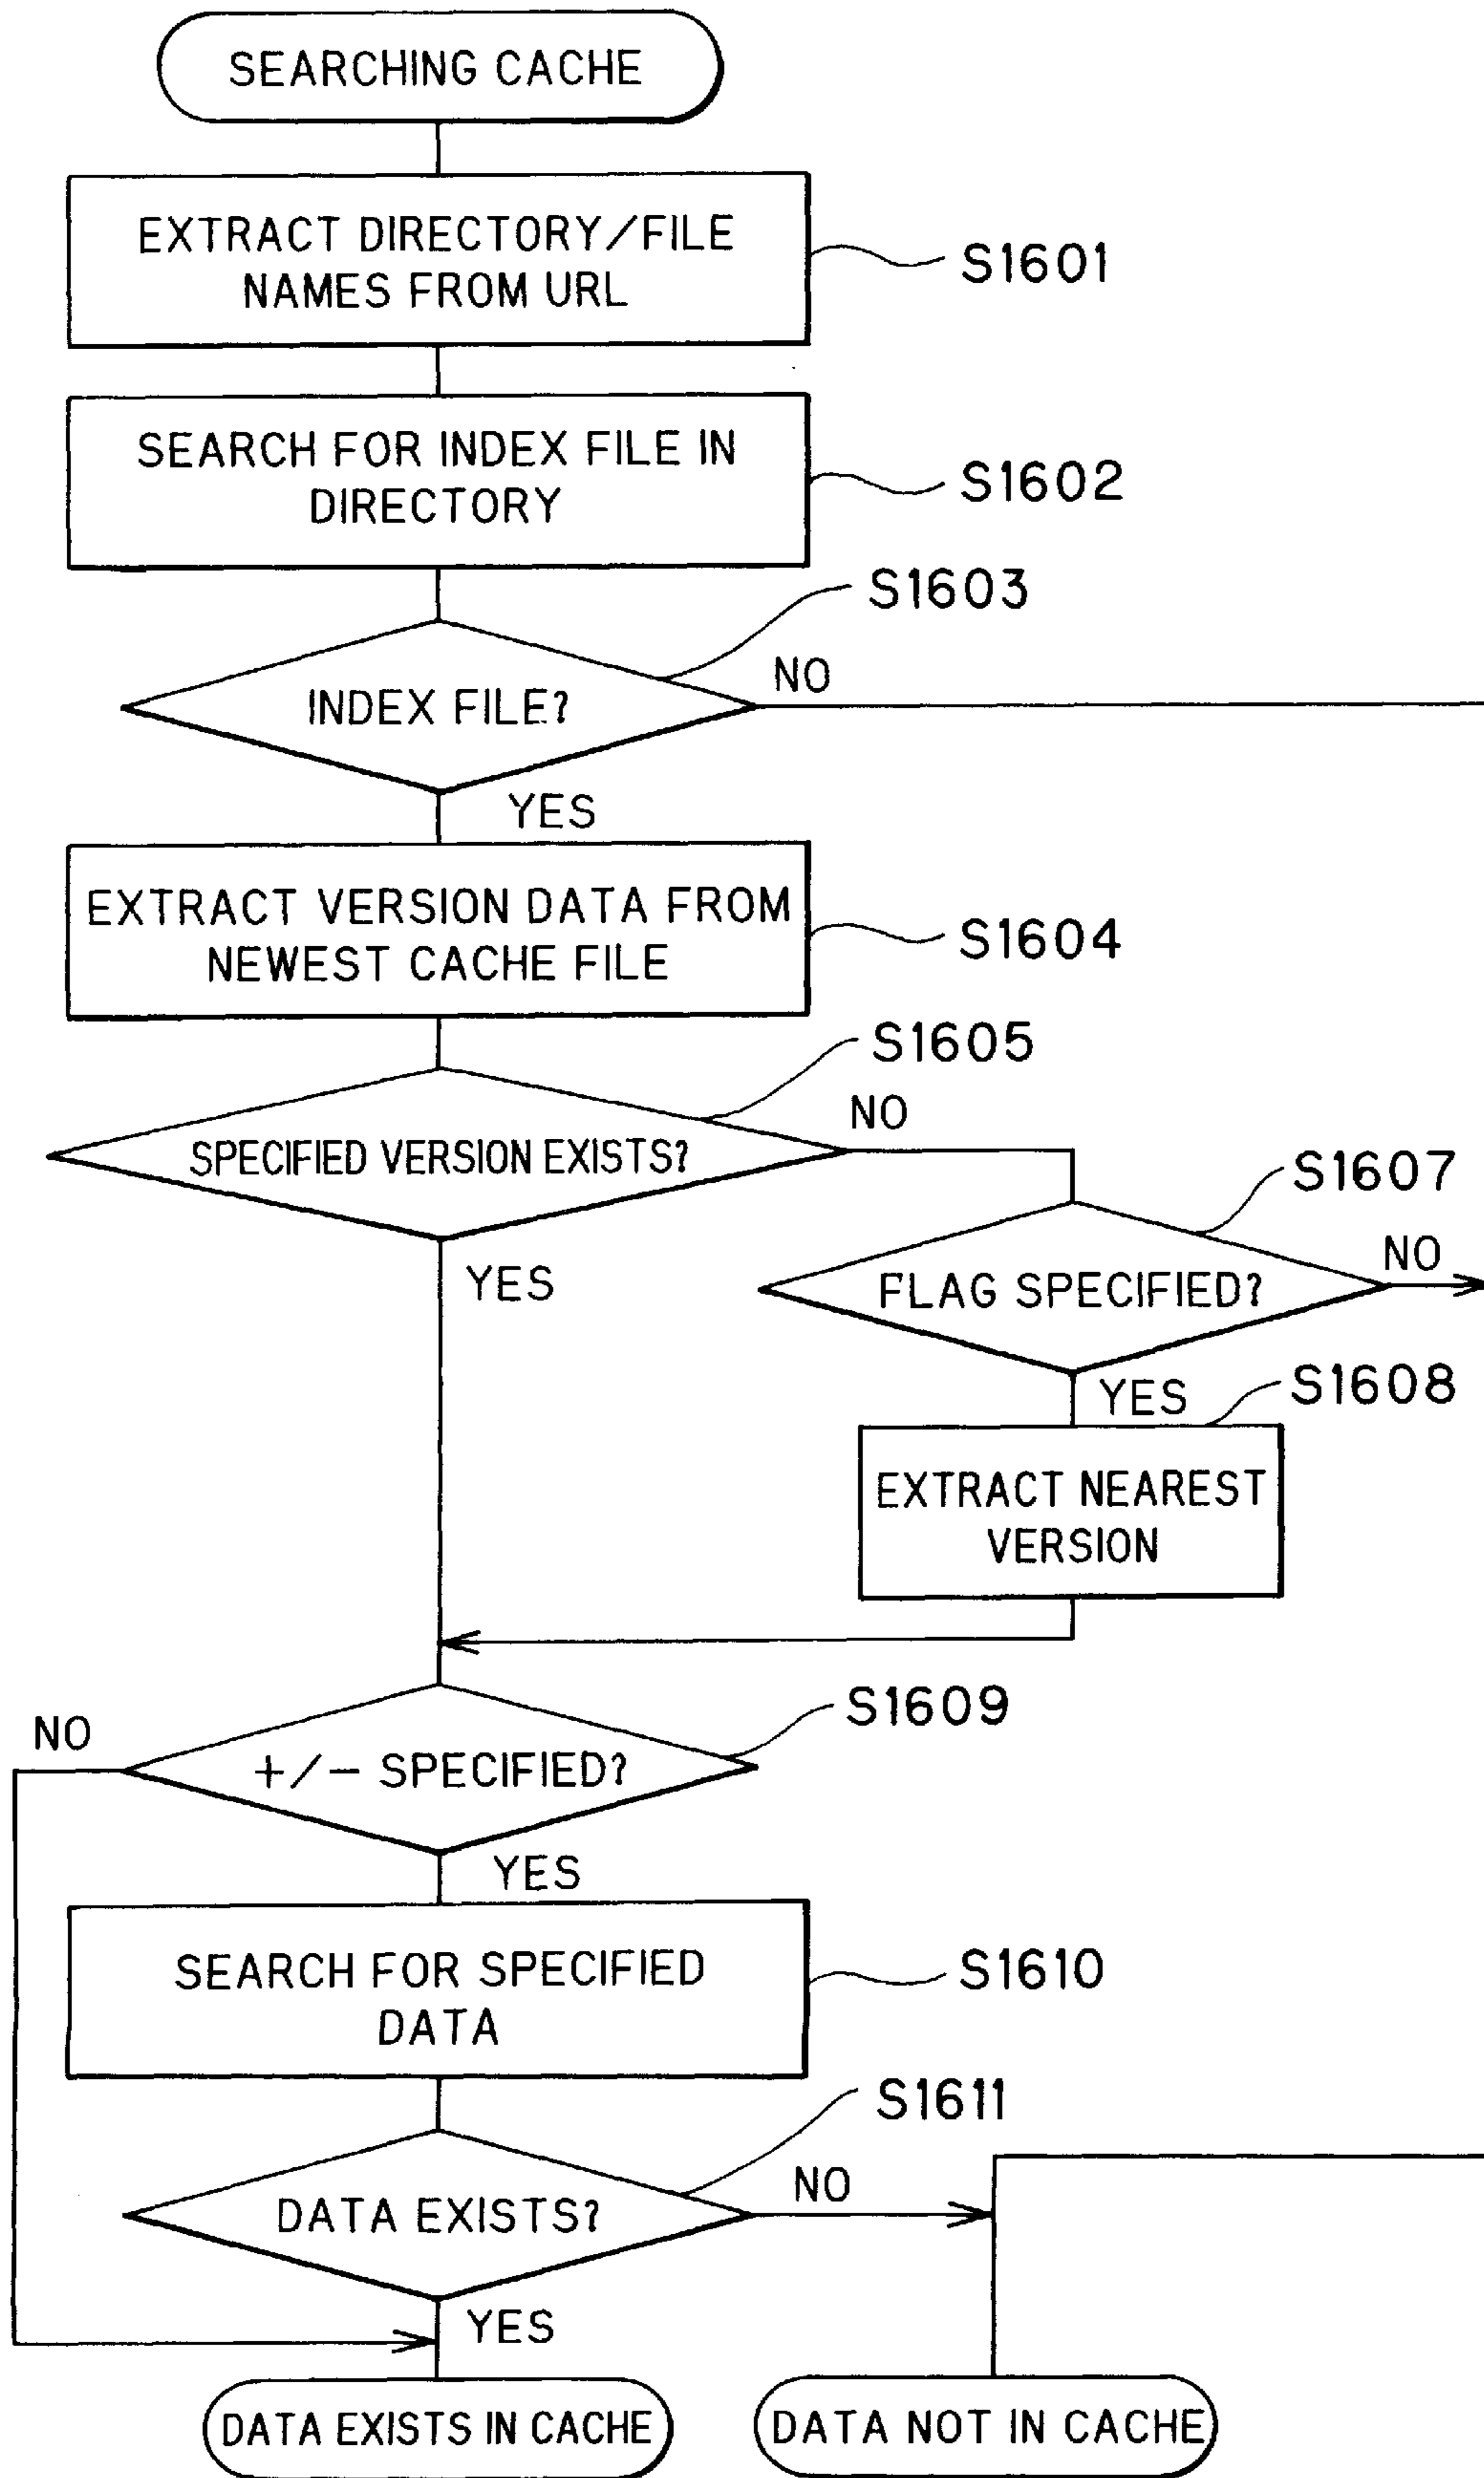 SEARCHING CACHE
EXTRACT DIRECTORY/FILE
NAMES FROM URL
S1601
SEARCH FOR INDEX FILE IN
DIRECTORY
S1602
S1603
INDEX FILE?
NO
YES
EXTRACT VERSION DATA FROM
NEWEST CACHE FILE
S1604
S1605
SPECIFIED VERSION EXISTS?
NO
YES
S1607
FLAG SPECIFIED?
NO
YES
S1608
EXTRACT NEAREST
VERSION
S1609
NO
+/- SPECIFIED?
YES
SEARCH FOR SPECIFIED
DATA
S1610
S1611
DATA EXISTS?
NO
YES
DATA EXISTS IN CACHE
DATA NOT IN CACHE